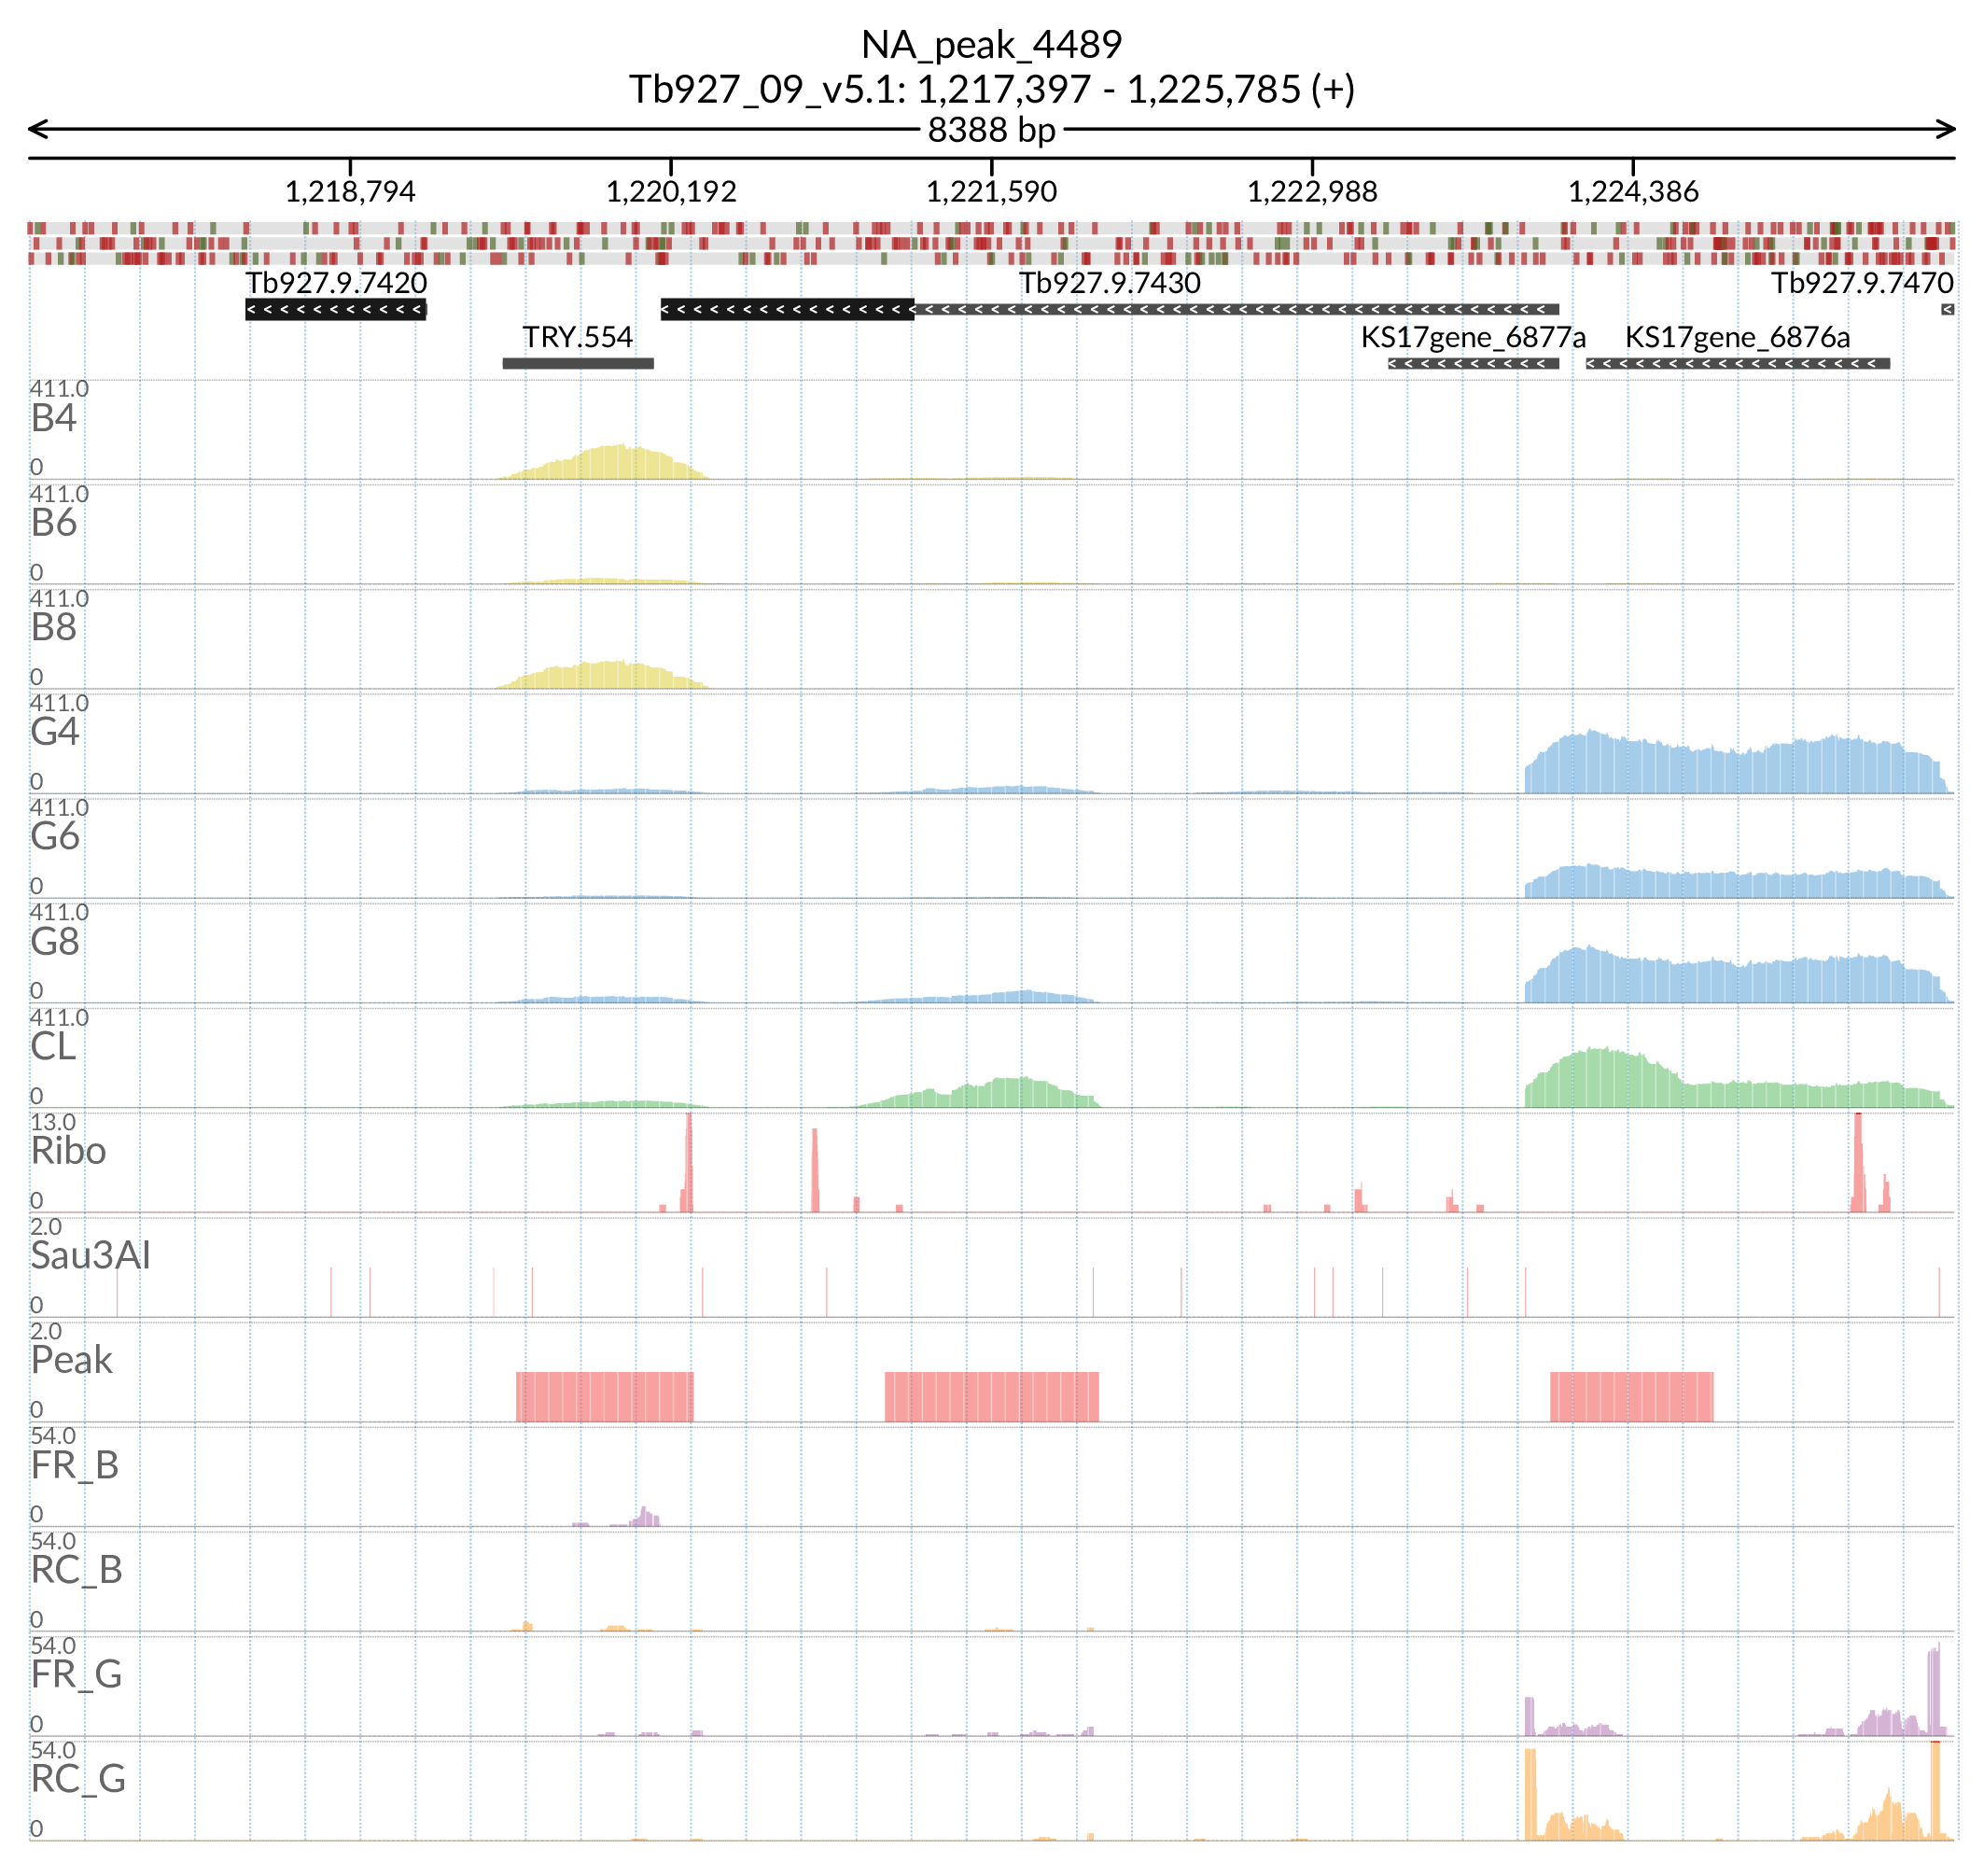 NA_peak_4489
Tb927_09_v5.1: 1,217,397 - 1,225,785 (+)
8388 bp
1,218,794 1,220,192 1,221,590 1,222,988 1,224,386
Tb927.9.7420 Tb927.9.7430 Tb927.9.7470
TRY.554 KS17gene_6877a KS17gene_6876a
411.0
B4
0
411.0
B6
0
411.0
B8
0
411.0
G4
0
411.0
G6
0
411.0
G8
0
411.0
CL
0
13.0
Ribo
0
2.0
Sau3AI
0
2.0
Peak
0
54.0
FR_B
0
54.0
RC_B
0
54.0
FR_G
0
54.0
RC_G
0